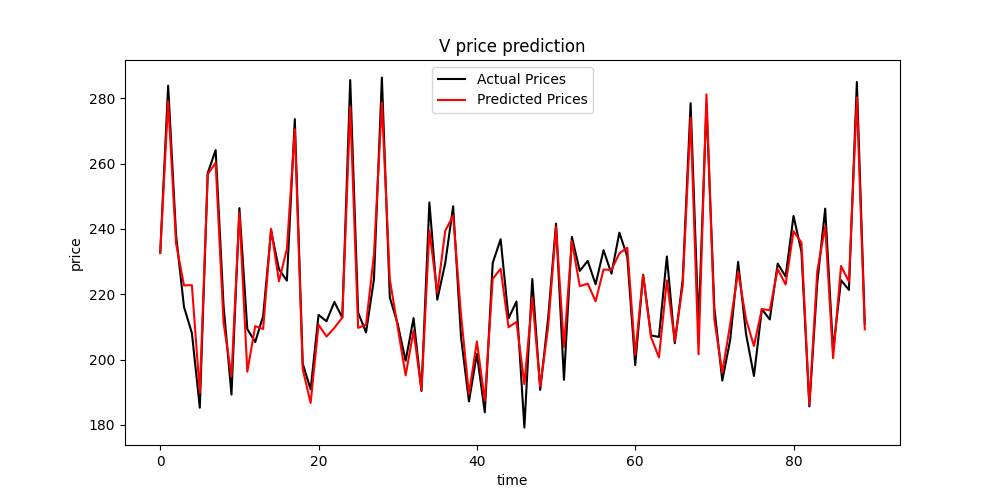 V price prediction
Actual Prices
Predicted Prices
280
260
240
220
200
180
price
0 20 40 60 80
time